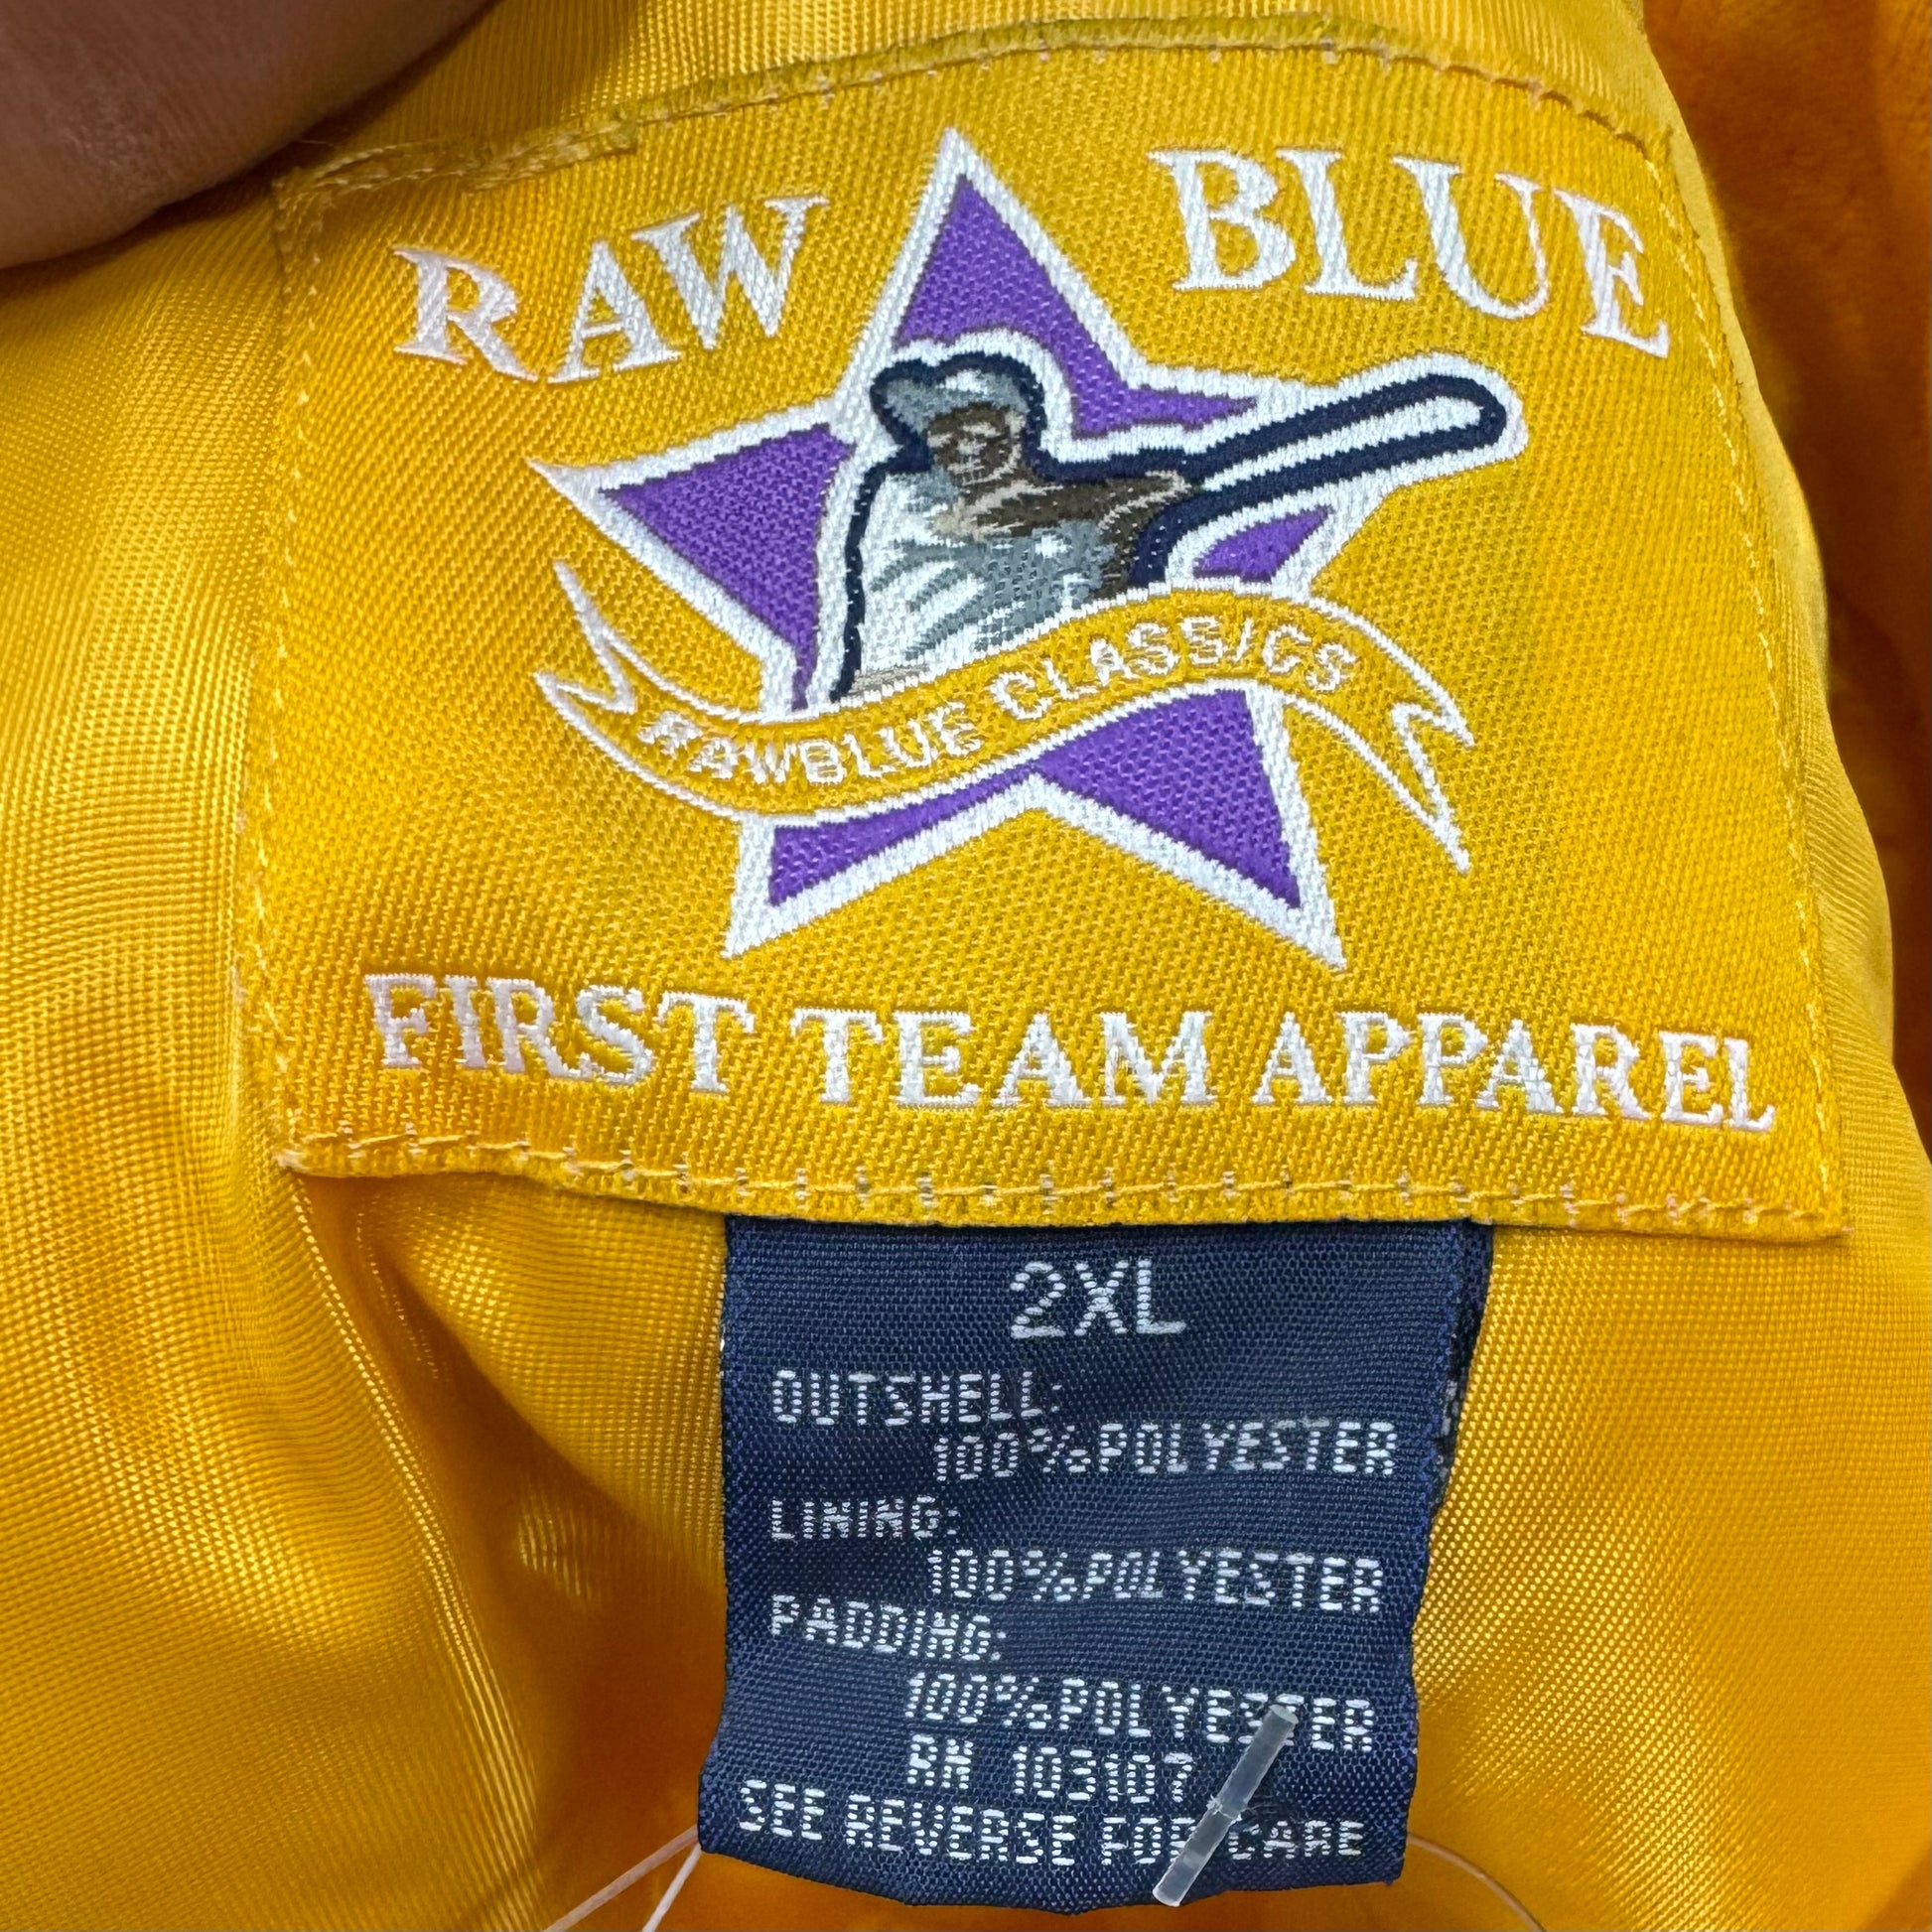 RAW BLUE
RAWBLUE CLASSICS
FIRST TEAM APPAREL
2XL
OUTSHELL:
100%POLYESTER
LINING:
100%POLYESTER
PADDING:
100%POLYESTER
RN 103107
SEE REVERSE FOR CARE